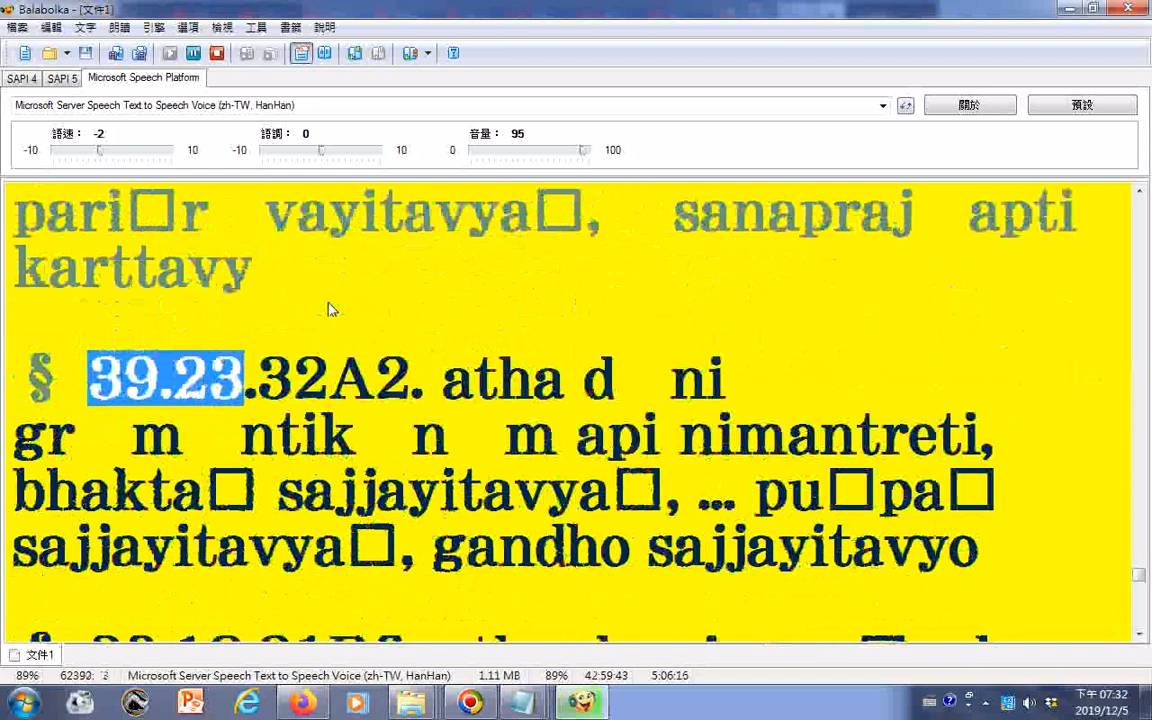 Balabolka - [文件1]
檔案 編輯 文字 朗讀 引擎 選項 檢視 工具 書籤 說明
SAPI 4 SAPI 5 Microsoft Speech Platform
Microsoft Server Speech Text to Speech Voice (zh-TW, HanHan) 關於 預設
語速： -2 語調： 0 音量： 95
-10 10 -10 10 0 100
pari□r vayitavya□, sanapraj apti
karttavy
§ 39.23.32A2. atha d ni
gr m ntik n m api nimantreti,
bhakta□ sajjayitavya□, ... pu□pa□
sajjayitavya□, gandho sajjayitavyo
文件1
89% Microsoft Server Speech Text to Speech Voice (zh-TW, HanHan) 1.11 MB 89% 42:59:43 5:06:16
下午 07:32
2019/12/5